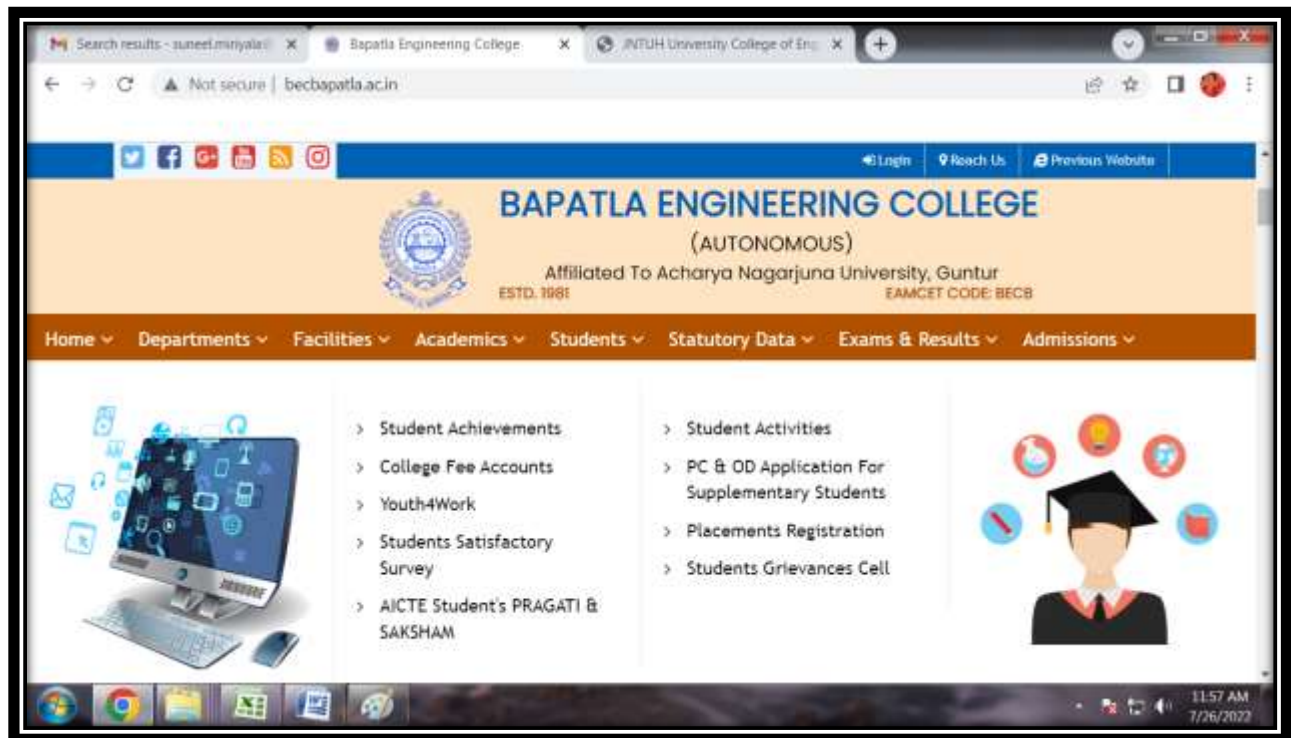 Search results - suneel.miriyala
Bapatla Engineering College
JNTUH University College of Eng
Not secure | becbapatla.ac.in
Login
Reach Us
Previous Website
BAPATLA ENGINEERING COLLEGE
(AUTONOMOUS)
Affiliated To Acharya Nagarjuna University, Guntur
ESTD. 1981
EAMCET CODE: BECB
Home
Departments
Facilities
Academics
Students
Statutory Data
Exams & Results
Admissions
Student Achievements
College Fee Accounts
Youth4Work
Students Satisfactory
Survey
AICTE Student's PRAGATI &
SAKSHAM
Student Activities
PC & OD Application For
Supplementary Students
Placements Registration
Students Grievances Cell
11:57 AM
7/26/2022